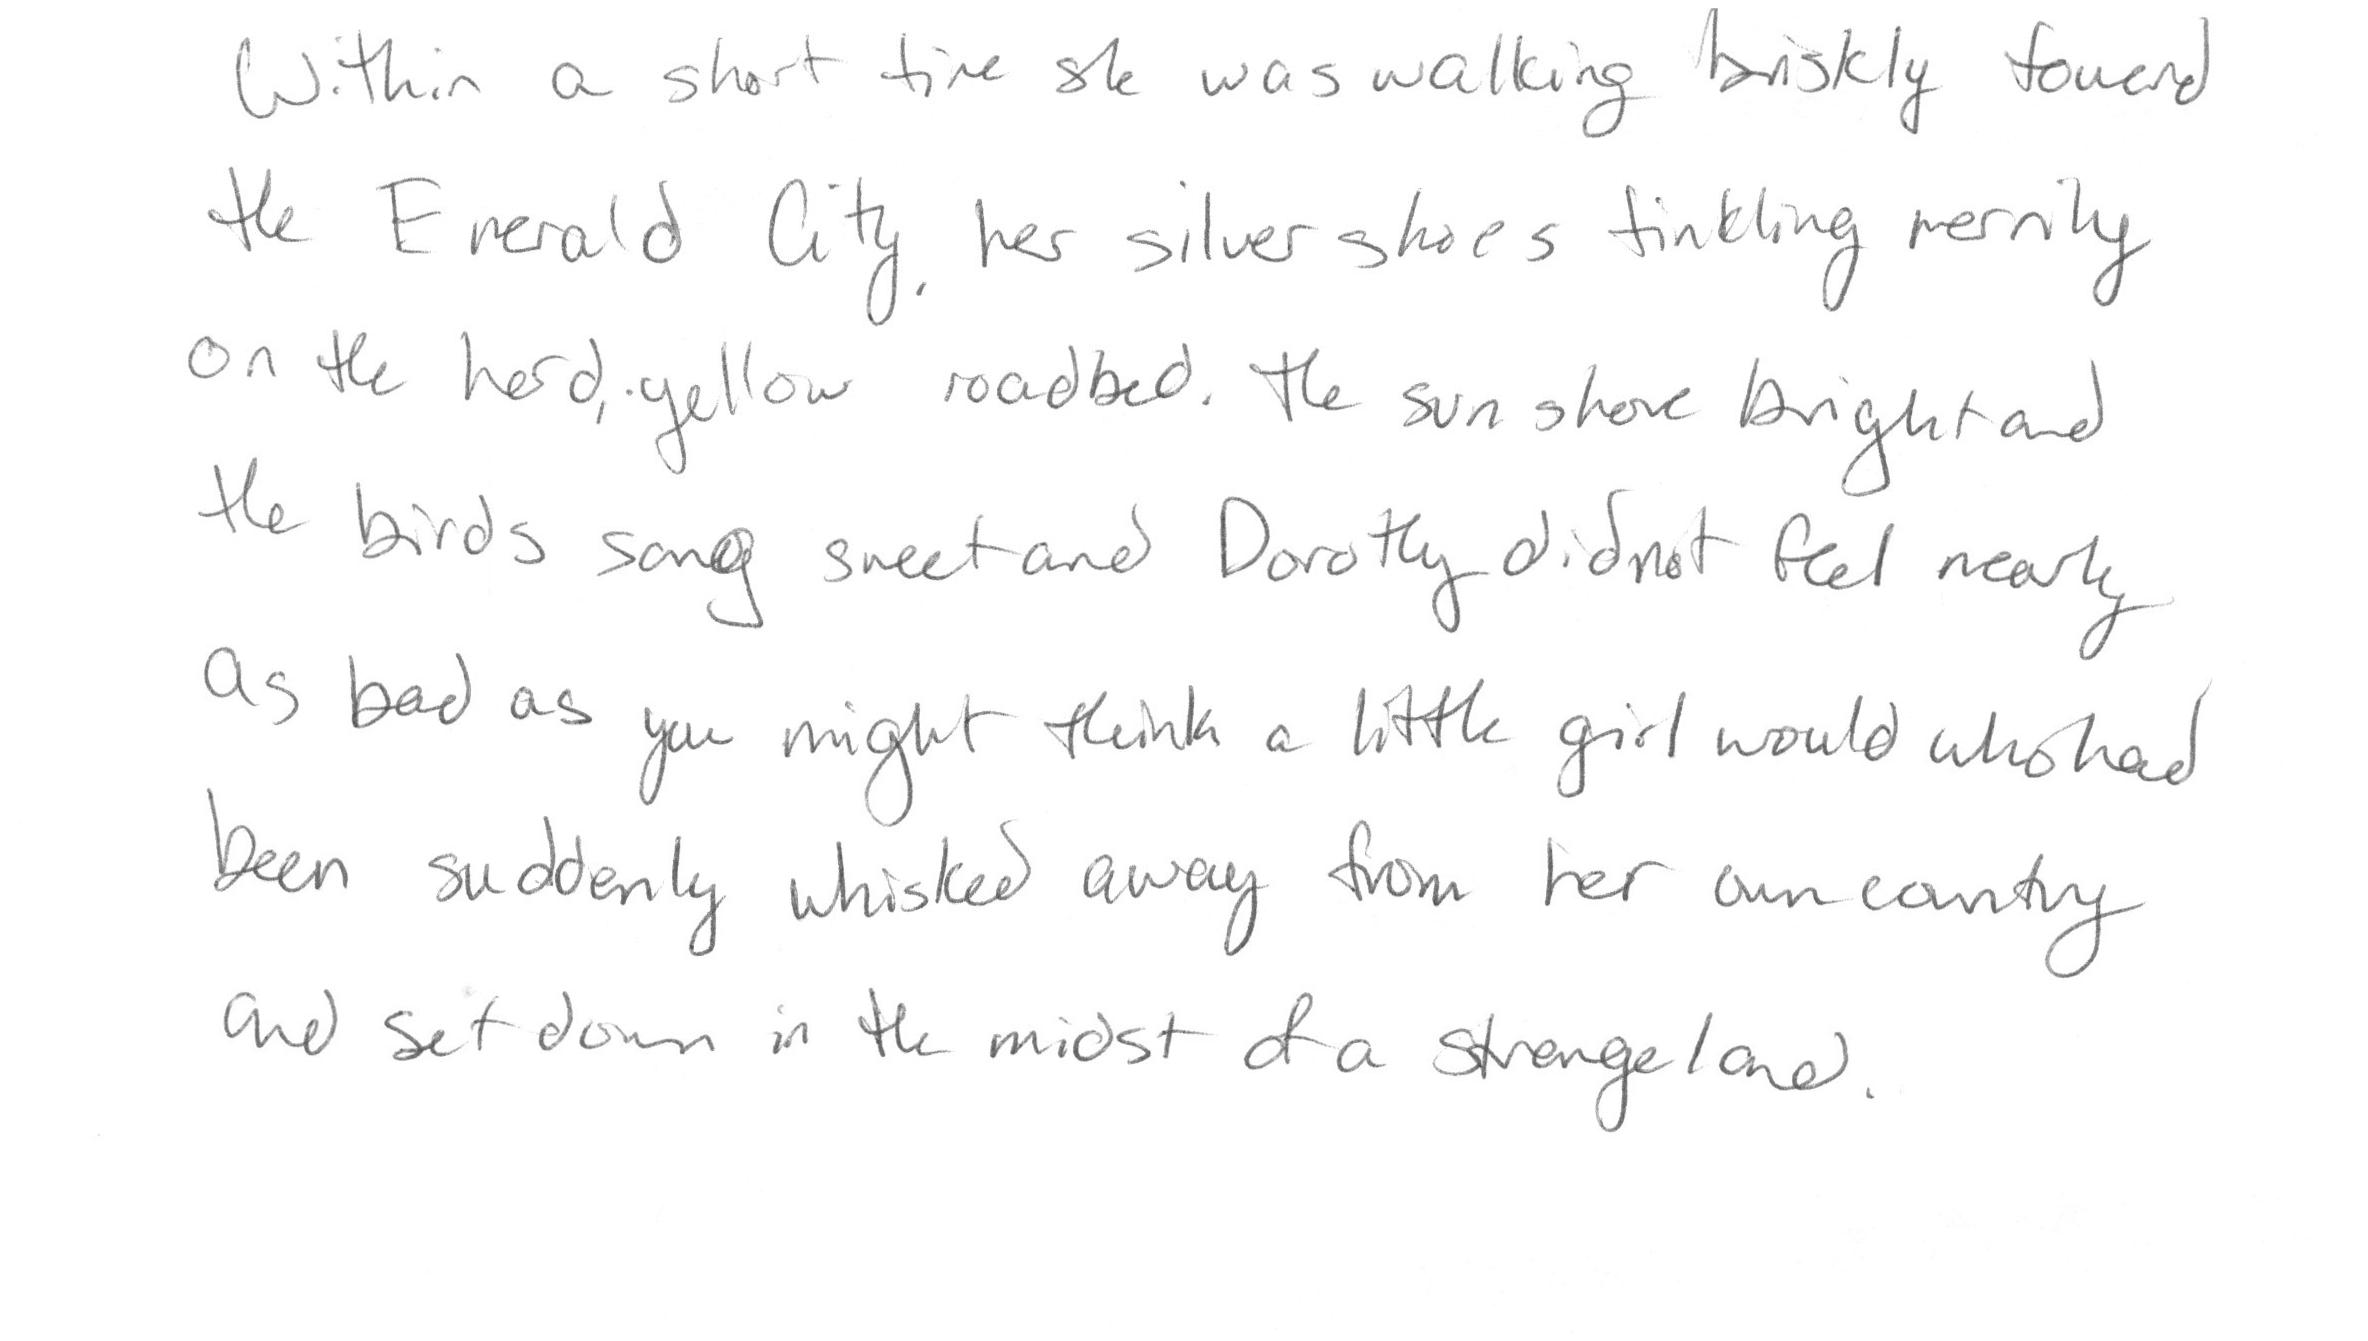 Within a short time she was walking briskly toward
the Emerald City, her silver shoes tinkling merrily
on the hard, yellow roadbed. The sun shone bright and
the birds sang sweet and Dorothy did not feel nearly
as bad as you might think a little girl would who had
been suddenly whisked away from her own country
and set down in the midst of a strange land.